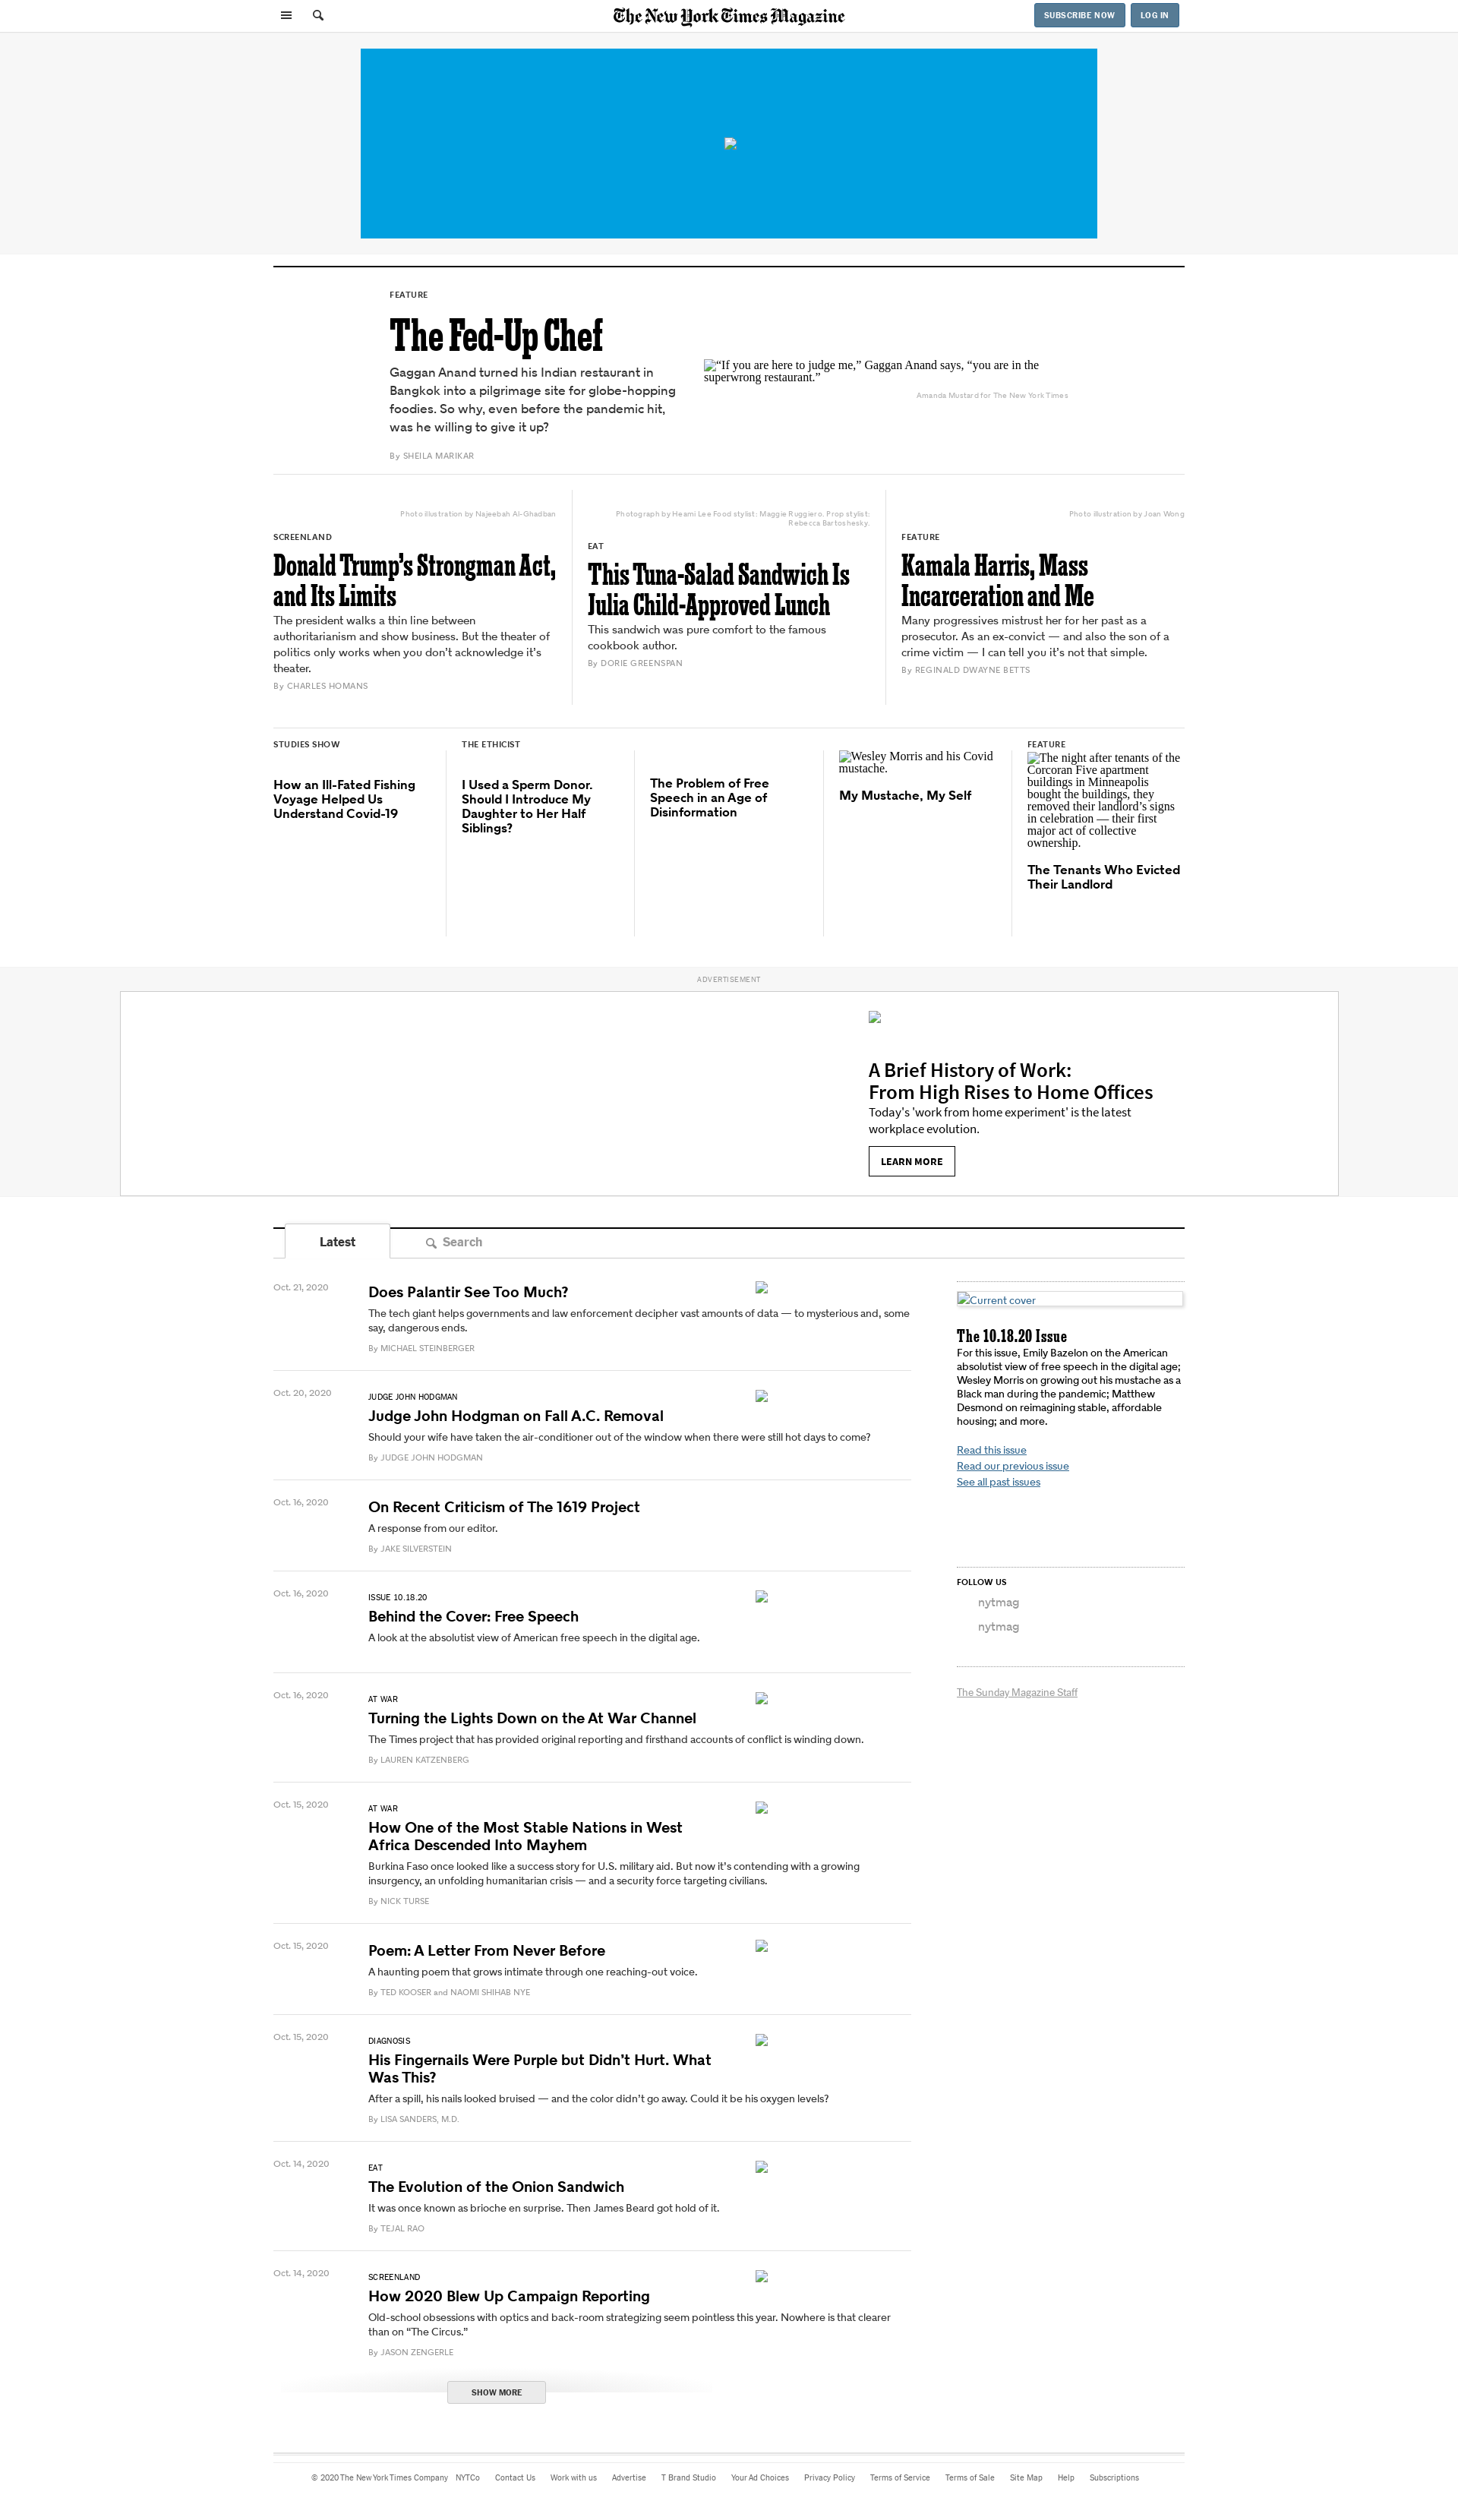 The New York Times Magazine
SUBSCRIBE NOW
LOG IN
FEATURE
The Fed-Up Chef
Gaggan Anand turned his Indian restaurant in
Bangkok into a pilgrimage site for globe-hopping
foodies. So why, even before the pandemic hit,
was he willing to give it up?
By SHEILA MARIKAR
“If you are here to judge me,” Gaggan Anand says, “you are in the
superwrong restaurant.”
Amanda Mustard for The New York Times
Photo illustration by Najeebah Al-Ghadban
SCREENLAND
Donald Trump’s Strongman Act,
and Its Limits
The president walks a thin line between
authoritarianism and show business. But the theater of
politics only works when you don’t acknowledge it’s
theater.
By CHARLES HOMANS
Photograph by Heami Lee Food stylist: Maggie Ruggiero. Prop stylist:
Rebecca Bartoshesky.
EAT
This Tuna-Salad Sandwich Is
Julia Child-Approved Lunch
This sandwich was pure comfort to the famous
cookbook author.
By DORIE GREENSPAN
Photo illustration by Joan Wong
FEATURE
Kamala Harris, Mass
Incarceration and Me
Many progressives mistrust her for her past as a
prosecutor. As an ex-convict — and also the son of a
crime victim — I can tell you it’s not that simple.
By REGINALD DWAYNE BETTS
STUDIES SHOW
How an Ill-Fated Fishing
Voyage Helped Us
Understand Covid-19
THE ETHICIST
I Used a Sperm Donor.
Should I Introduce My
Daughter to Her Half
Siblings?
The Problem of Free
Speech in an Age of
Disinformation
Wesley Morris and his Covid
mustache.
My Mustache, My Self
FEATURE
The night after tenants of the
Corcoran Five apartment
buildings in Minneapolis
bought the buildings, they
removed their landlord’s signs
in celebration — their first
major act of collective
ownership.
The Tenants Who Evicted
Their Landlord
ADVERTISEMENT
A Brief History of Work:
From High Rises to Home Offices
Today's 'work from home experiment' is the latest
workplace evolution.
LEARN MORE
Latest
Search
Oct. 21, 2020
Does Palantir See Too Much?
The tech giant helps governments and law enforcement decipher vast amounts of data — to mysterious and, some
say, dangerous ends.
By MICHAEL STEINBERGER
Oct. 20, 2020
JUDGE JOHN HODGMAN
Judge John Hodgman on Fall A.C. Removal
Should your wife have taken the air-conditioner out of the window when there were still hot days to come?
By JUDGE JOHN HODGMAN
Oct. 16, 2020
On Recent Criticism of The 1619 Project
A response from our editor.
By JAKE SILVERSTEIN
Oct. 16, 2020
ISSUE 10.18.20
Behind the Cover: Free Speech
A look at the absolutist view of American free speech in the digital age.
Oct. 16, 2020
AT WAR
Turning the Lights Down on the At War Channel
The Times project that has provided original reporting and firsthand accounts of conflict is winding down.
By LAUREN KATZENBERG
Oct. 15, 2020
AT WAR
How One of the Most Stable Nations in West
Africa Descended Into Mayhem
Burkina Faso once looked like a success story for U.S. military aid. But now it’s contending with a growing
insurgency, an unfolding humanitarian crisis — and a security force targeting civilians.
By NICK TURSE
Oct. 15, 2020
Poem: A Letter From Never Before
A haunting poem that grows intimate through one reaching-out voice.
By TED KOOSER and NAOMI SHIHAB NYE
Oct. 15, 2020
DIAGNOSIS
His Fingernails Were Purple but Didn’t Hurt. What
Was This?
After a spill, his nails looked bruised — and the color didn’t go away. Could it be his oxygen levels?
By LISA SANDERS, M.D.
Oct. 14, 2020
EAT
The Evolution of the Onion Sandwich
It was once known as brioche en surprise. Then James Beard got hold of it.
By TEJAL RAO
Oct. 14, 2020
SCREENLAND
How 2020 Blew Up Campaign Reporting
Old-school obsessions with optics and back-room strategizing seem pointless this year. Nowhere is that clearer
than on “The Circus.”
By JASON ZENGERLE
SHOW MORE
Current cover
The 10.18.20 Issue
For this issue, Emily Bazelon on the American
absolutist view of free speech in the digital age;
Wesley Morris on growing out his mustache as a
Black man during the pandemic; Matthew
Desmond on reimagining stable, affordable
housing; and more.
Read this issue
Read our previous issue
See all past issues
FOLLOW US
nytmag
nytmag
The Sunday Magazine Staff
© 2020 The New York Times Company NYTCo Contact Us Work with us Advertise T Brand Studio Your Ad Choices Privacy Policy Terms of Service Terms of Sale Site Map Help Subscriptions